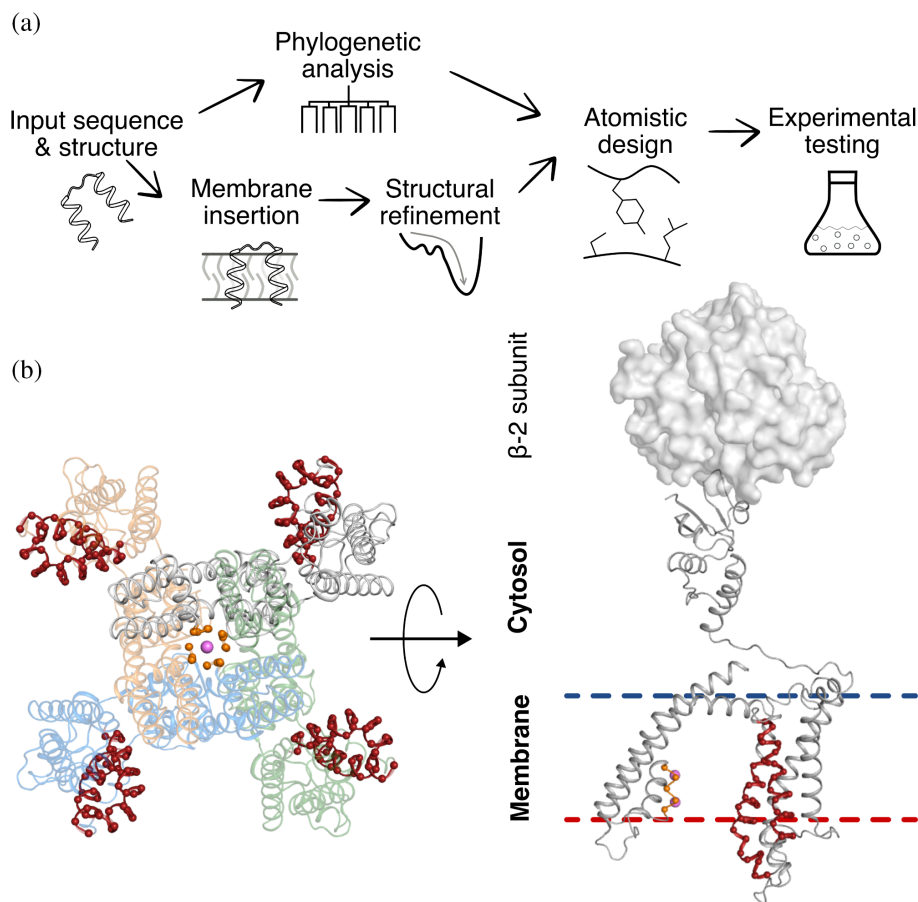 (a)
Phylogenetic
analysis
Input sequence
& structure
Membrane
insertion
Structural
refinement
Atomistic
design
Experimental
testing
(b)
β-2 subunit
Cytosol
Membrane